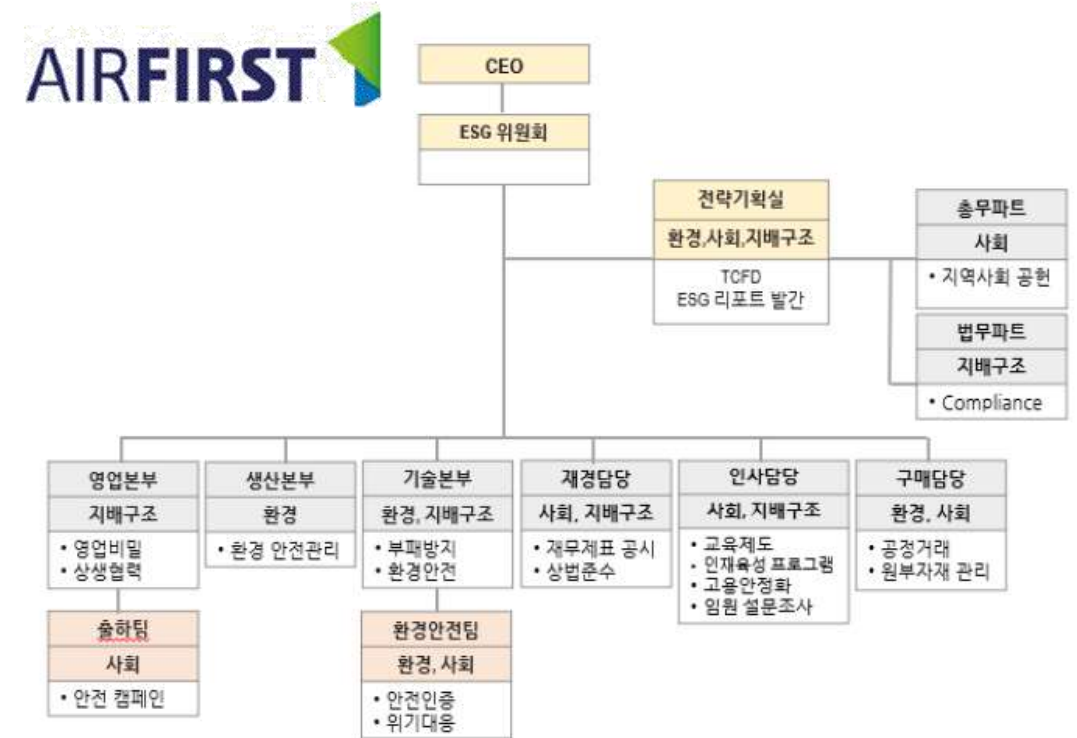 AIRFIRST
CEO
ESG 위원회
전략기획실
환경,사회,지배구조
TCFD
ESG 리포트 발간
총무파트
사회
• 지역사회 공헌
법무파트
지배구조
• Compliance
영업본부
지배구조
• 영업비밀
• 상생협력
출하팀
사회
• 안전 캠페인
생산본부
환경
• 환경 안전관리
기술본부
환경, 지배구조
• 부패방지
• 환경안전
환경안전팀
환경, 사회
• 안전인증
• 위기대응
재경담당
사회, 지배구조
• 재무제표 공시
• 상법준수
인사담당
사회, 지배구조
• 교육제도
• 인재육성 프로그램
• 고용안정화
• 임원 설문조사
구매담당
환경, 사회
• 공정거래
• 원부자재 관리